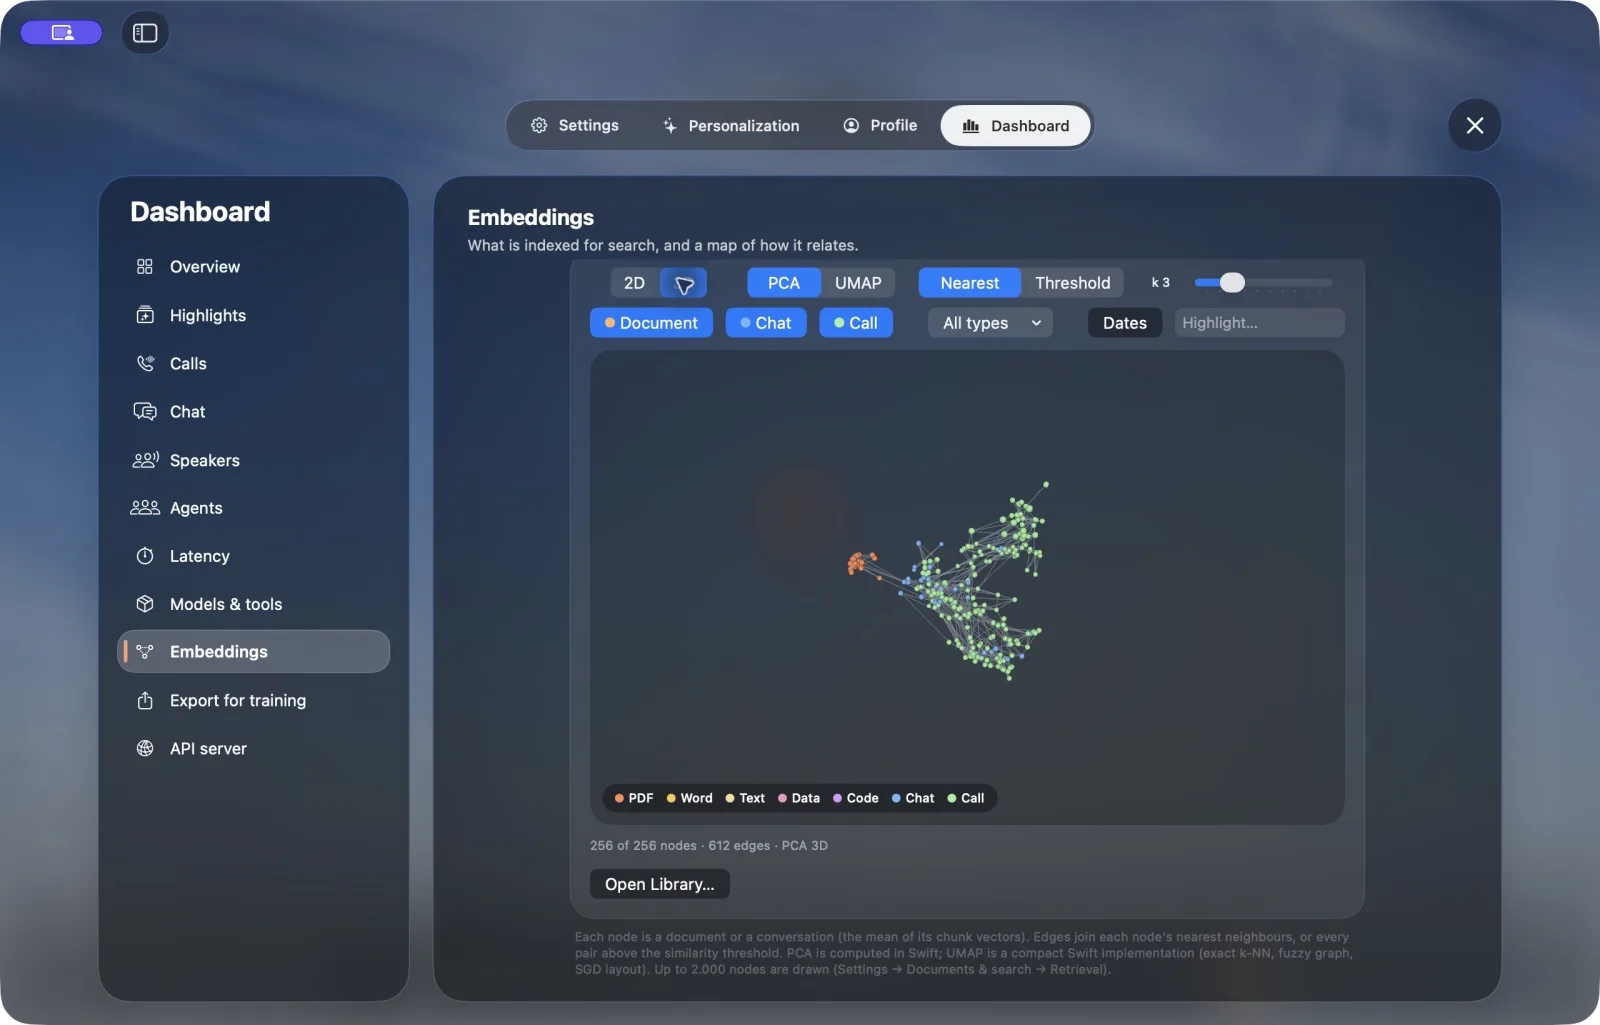 Settings
Personalization
Profile
Dashboard
Dashboard
Overview
Highlights
Calls
Chat
Speakers
Agents
Latency
Models & tools
Embeddings
Export for training
API server
Embeddings
What is indexed for search, and a map of how it relates.
2D
PCA UMAP
Nearest Threshold
k 3
Document Chat Call
All types
Dates
Highlight...
PDF Word Text Data Code Chat Call
256 of 256 nodes · 612 edges · PCA 3D
Open Library...
Each node is a document or a conversation (the mean of its chunk vectors). Edges join each node's nearest neighbours, or every
pair above the similarity threshold. PCA is computed in Swift; UMAP is a compact Swift implementation (exact k-NN, fuzzy graph,
SGD layout). Up to 2.000 nodes are drawn (Settings → Documents & search → Retrieval).